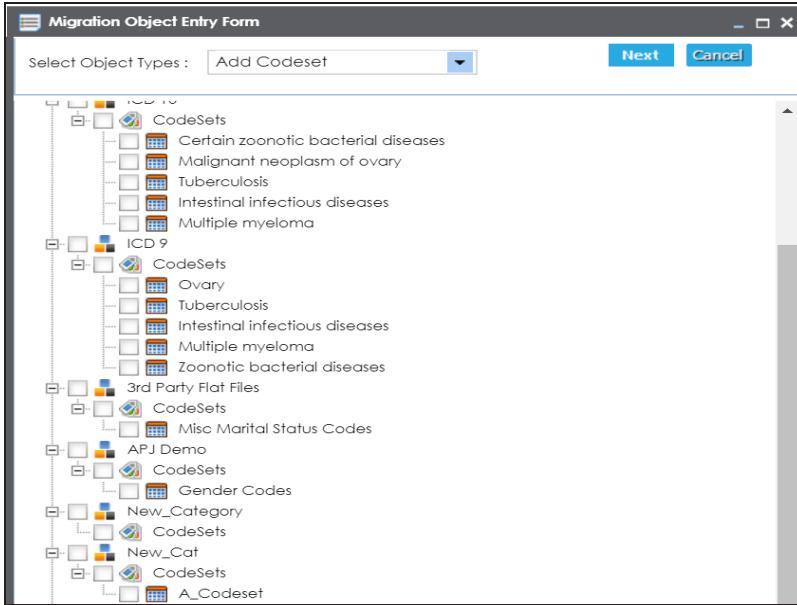 Migration Object Entry Form
Select Object Types : Add Codeset Next Cancel
ICD 10
CodeSets
Certain zoonotic bacterial diseases
Malignant neoplasm of ovary
Tuberculosis
Intestinal infectious diseases
Multiple myeloma
ICD 9
CodeSets
Ovary
Tuberculosis
Intestinal infectious diseases
Multiple myeloma
Zoonotic bacterial diseases
3rd Party Flat Files
CodeSets
Misc Marital Status Codes
APJ Demo
CodeSets
Gender Codes
New_Category
CodeSets
New_Cat
CodeSets
A_Codeset